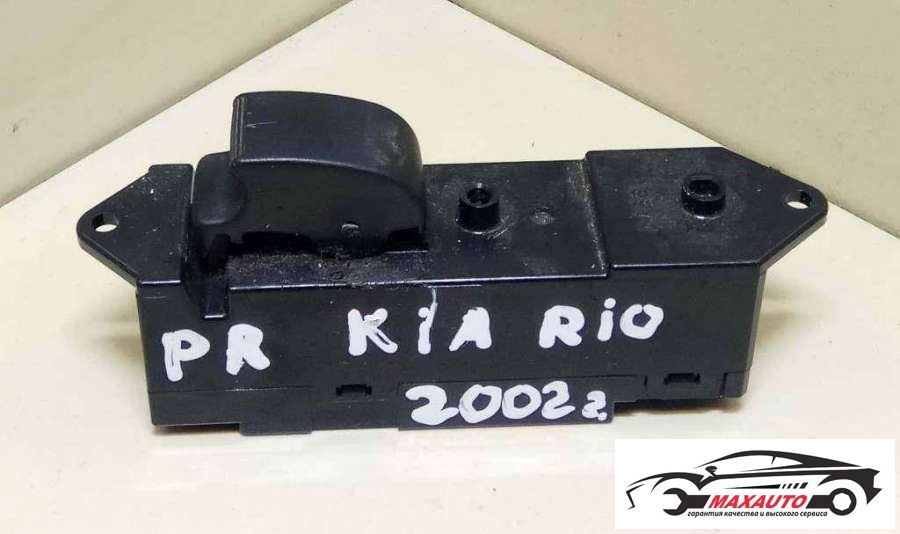 PR KIA RIO
2002г.
MAXAUTO
гарантия качества и высокого сервиса